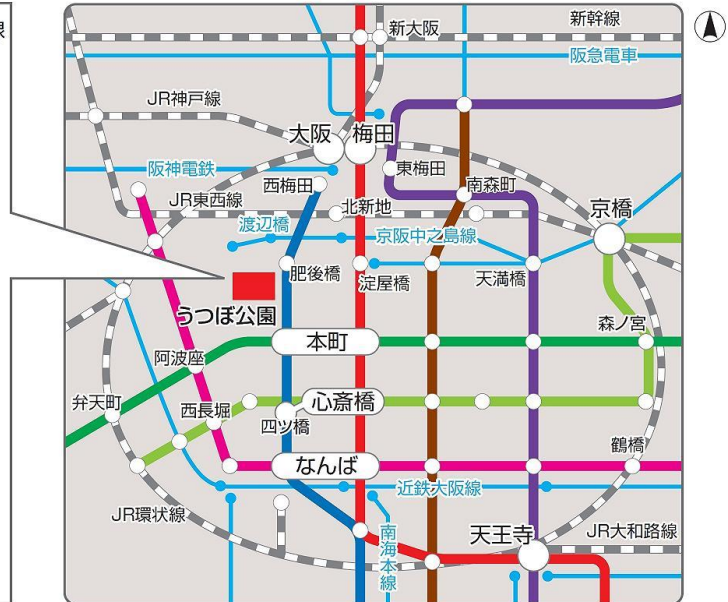 線
新大阪
新幹線
阪急電車
JR神戸線
大阪
梅田
阪神電鉄
西梅田
東梅田
南森町
JR東西線
北新地
京橋
渡辺橋
京阪中之島線
肥後橋
淀屋橋
天満橋
うつぼ公園
森ノ宮
本町
阿波座
弁天町
西長堀
心斎橋
四ツ橋
鶴橋
なんば
近鉄大阪線
JR環状線
南海本線
天王寺
JR大和路線